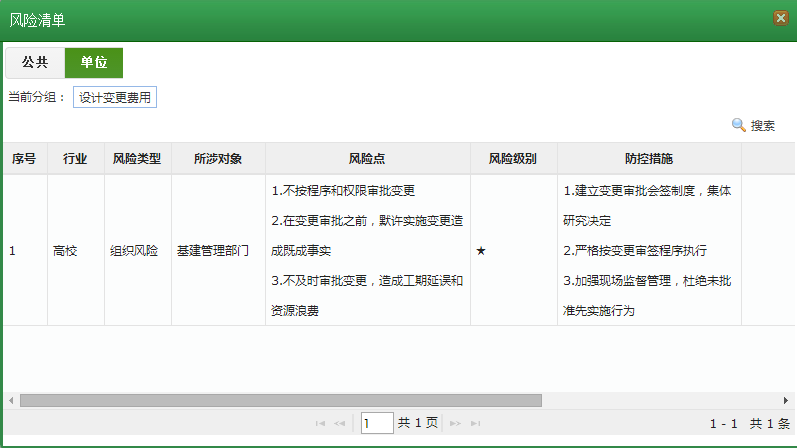 风险清单
公共 单位
当前分组： 设计变更费用
搜索
序号 行业 风险类型 所涉对象 风险点 风险级别 防控措施
1 高校 组织风险 基建管理部门
1.不按程序和权限审批变更
2.在变更审批之前，默许实施变更造
成既成事实
3.不及时审批变更，造成工期延误和
资源浪费
★
1.建立变更审批会签制度，集体
研究决定
2.严格按变更审签程序执行
3.加强现场监督管理，杜绝未批
准先实施行为
1 共 1 页
1 - 1 共 1 条